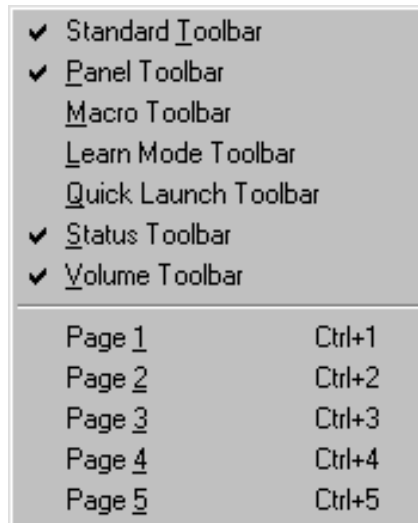 ✔ Standard Toolbar
✔ Panel Toolbar
Macro Toolbar
Learn Mode Toolbar
Quick Launch Toolbar
✔ Status Toolbar
✔ Volume Toolbar
Page 1 Ctrl+1
Page 2 Ctrl+2
Page 3 Ctrl+3
Page 4 Ctrl+4
Page 5 Ctrl+5